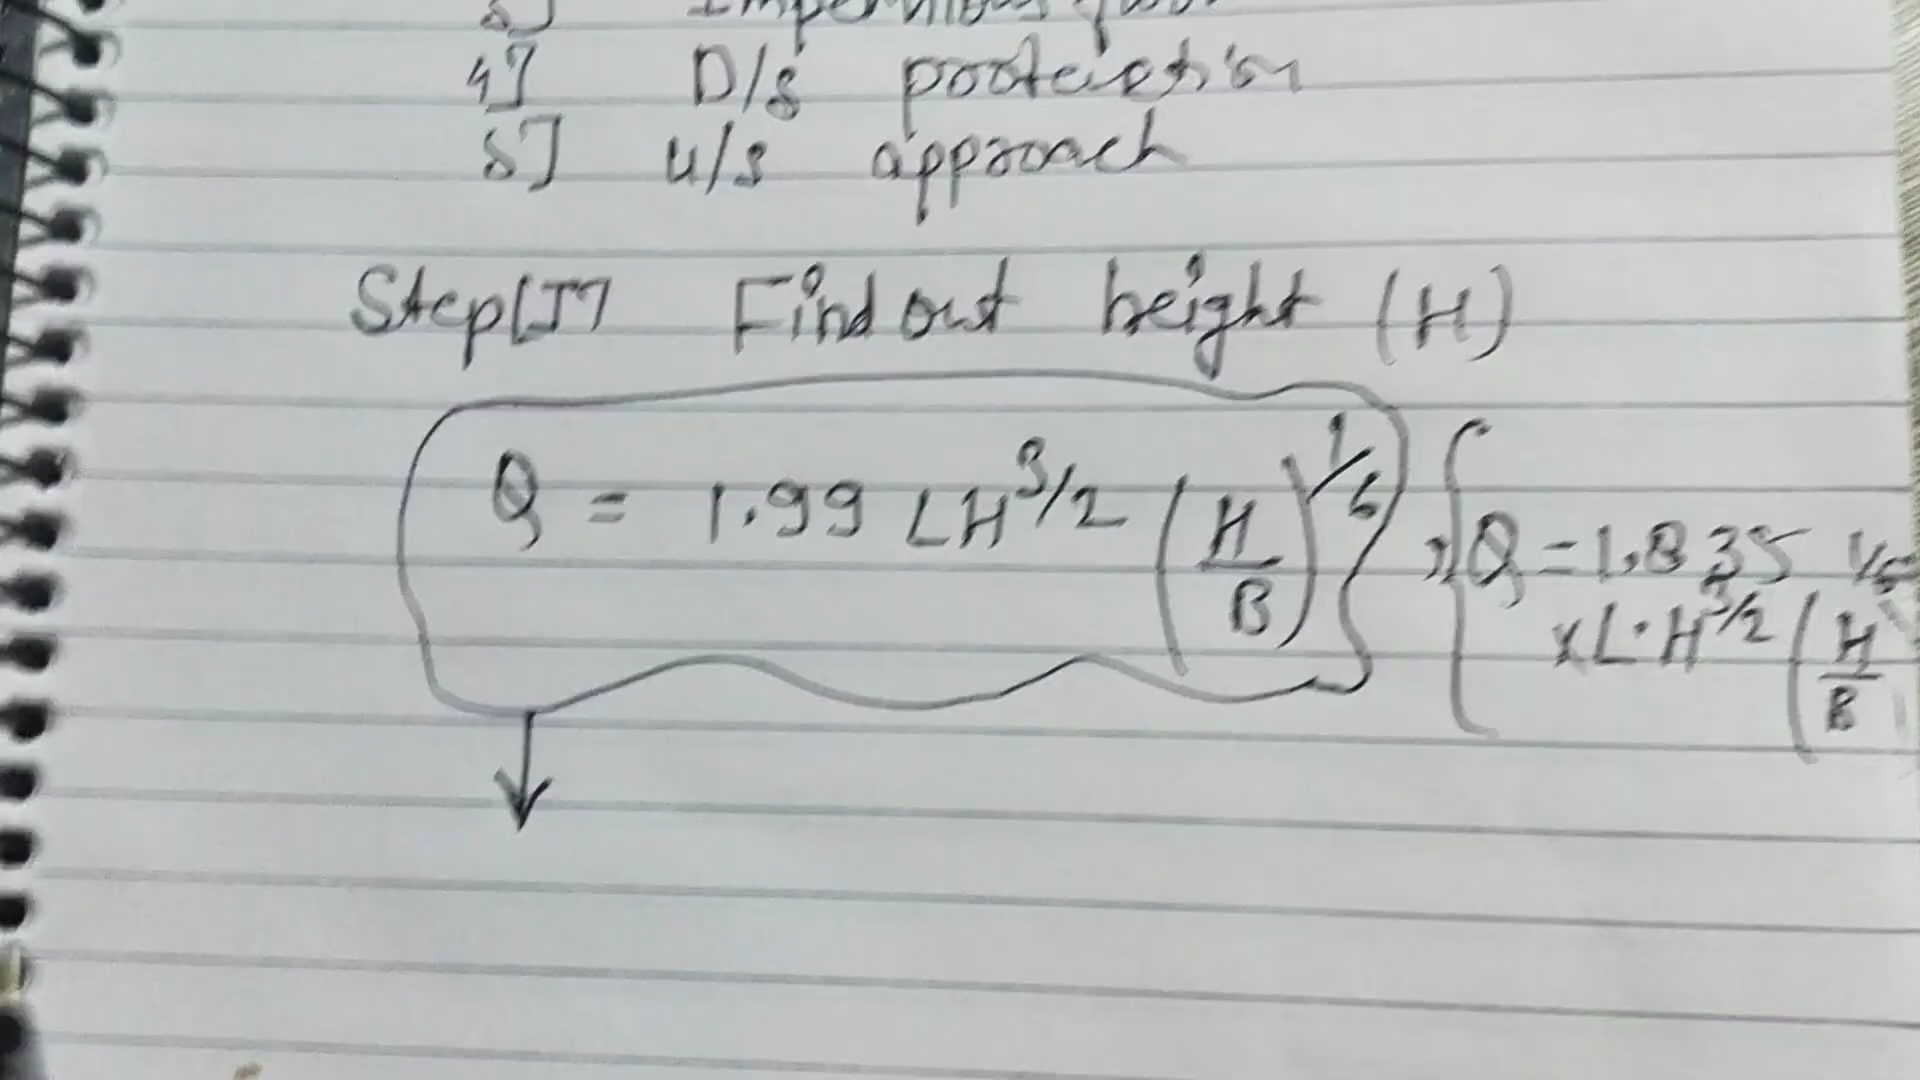 4] D/s protection
5] u/s approach
Step[I] Find out height (H)
Q = 1.99 LH^3/2 (H/B)^1/6
Q = 1.835
x L · H^3/2 (H/B